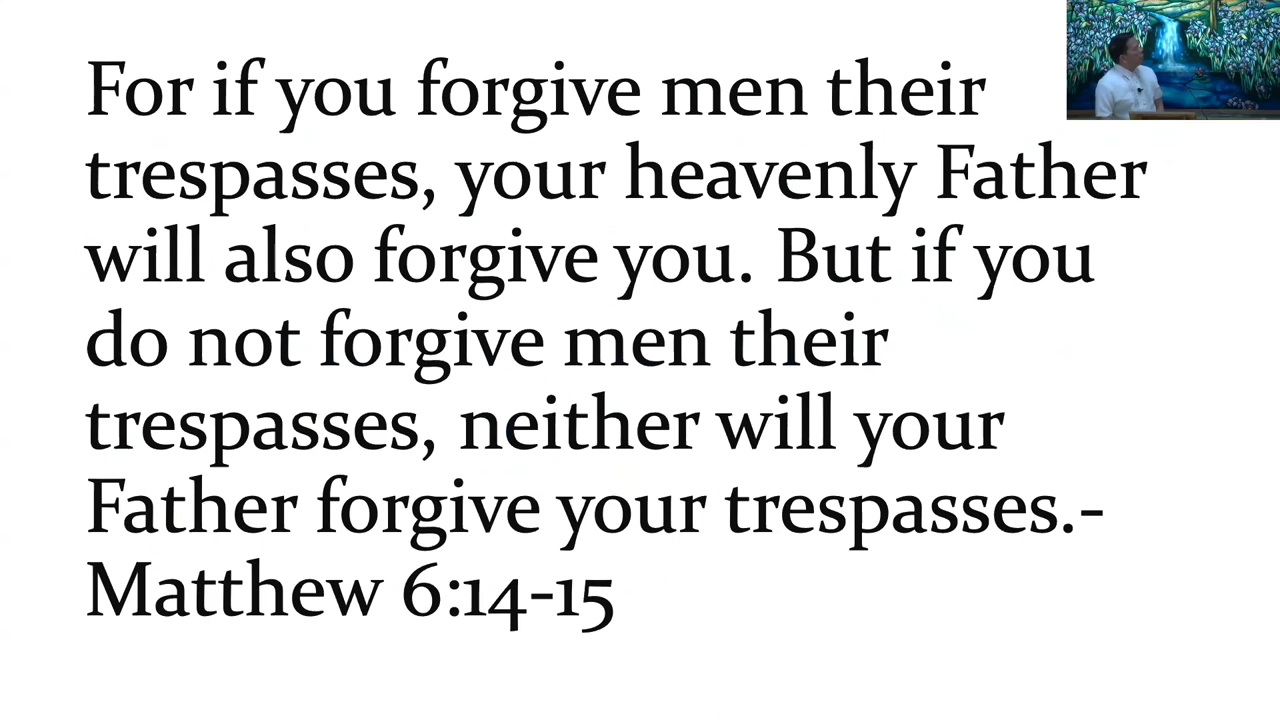 For if you forgive men their
trespasses, your heavenly Father
will also forgive you. But if you
do not forgive men their
trespasses, neither will your
Father forgive your trespasses.-
Matthew 6:14-15